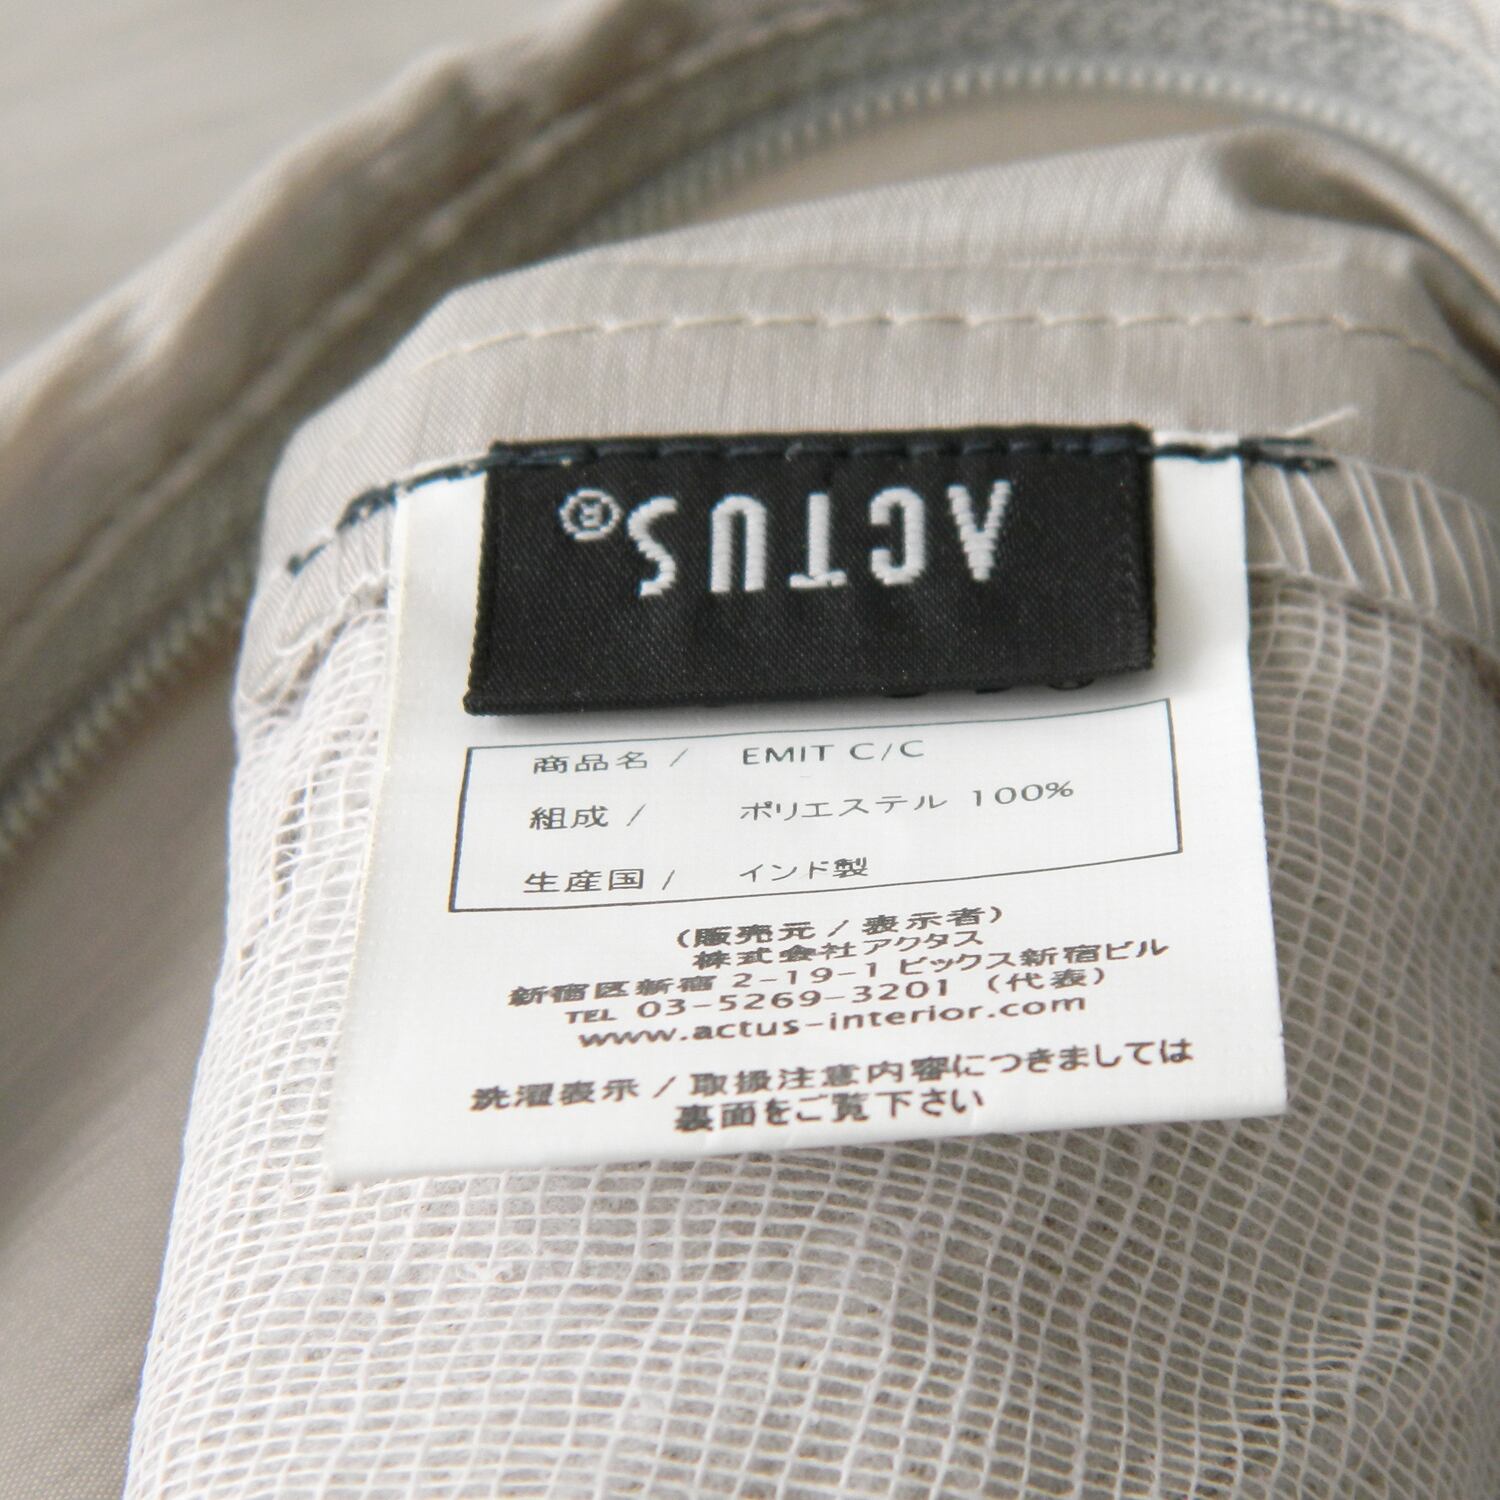 ACTUS®
商品名 / EMIT C/C
組成 / ポリエステル 100%
生産国 / インド製
(販売元 / 表示者)
株式会社アクタス
新宿区新宿 2-19-1 ビックス新宿ビル
TEL 03-5269-3201 (代表)
www.actus-interior.com
洗濯表示 / 取扱注意内容につきましては
裏面をご覧下さい